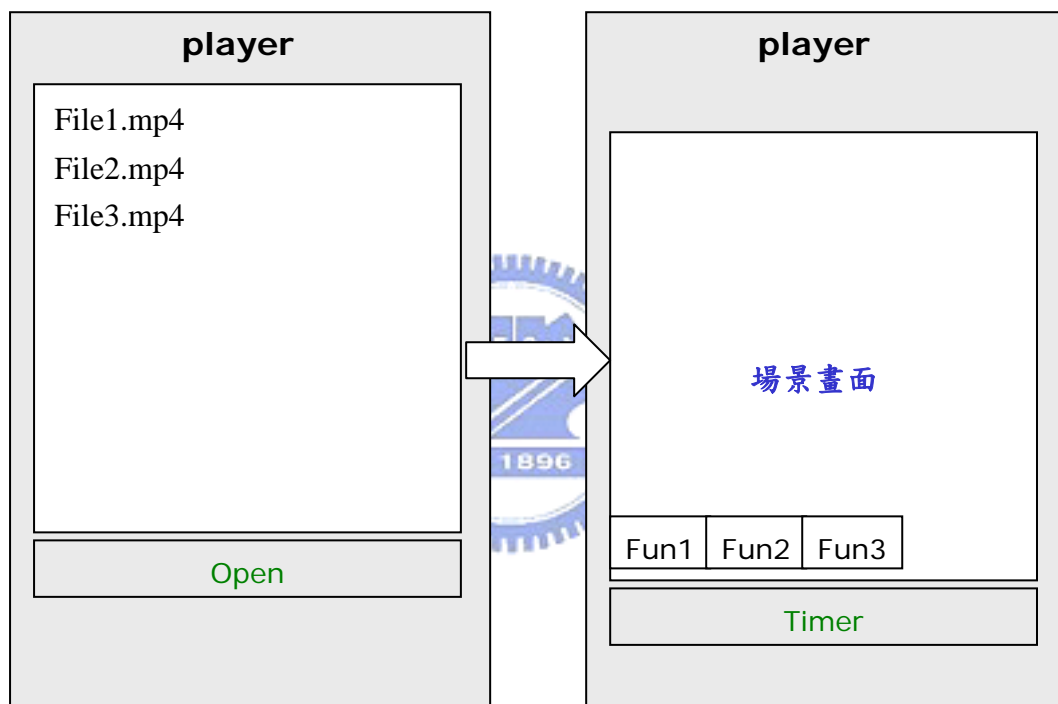 player
File1.mp4
File2.mp4
File3.mp4
Open
1896
player
場景畫面
Fun1 Fun2 Fun3
Timer